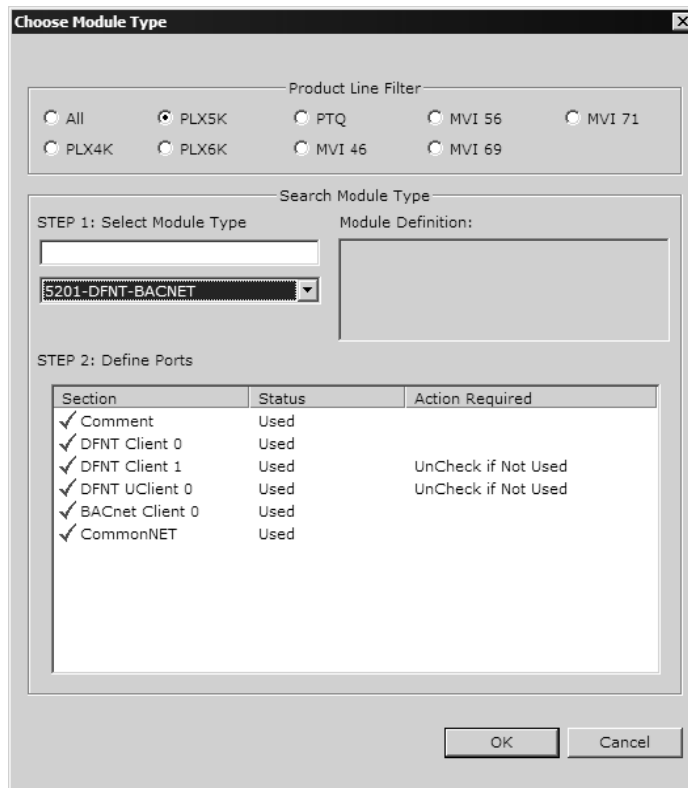 Choose Module Type
Product Line Filter
All PLX5K PTQ MVI 56 MVI 71
PLX4K PLX6K MVI 46 MVI 69
Search Module Type
STEP 1: Select Module Type Module Definition:
5201-DFNT-BACNET
STEP 2: Define Ports
Section Status Action Required
Comment Used
DFNT Client 0 Used
DFNT Client 1 Used UnCheck if Not Used
DFNT UClient 0 Used UnCheck if Not Used
BACnet Client 0 Used
CommonNET Used
OK Cancel